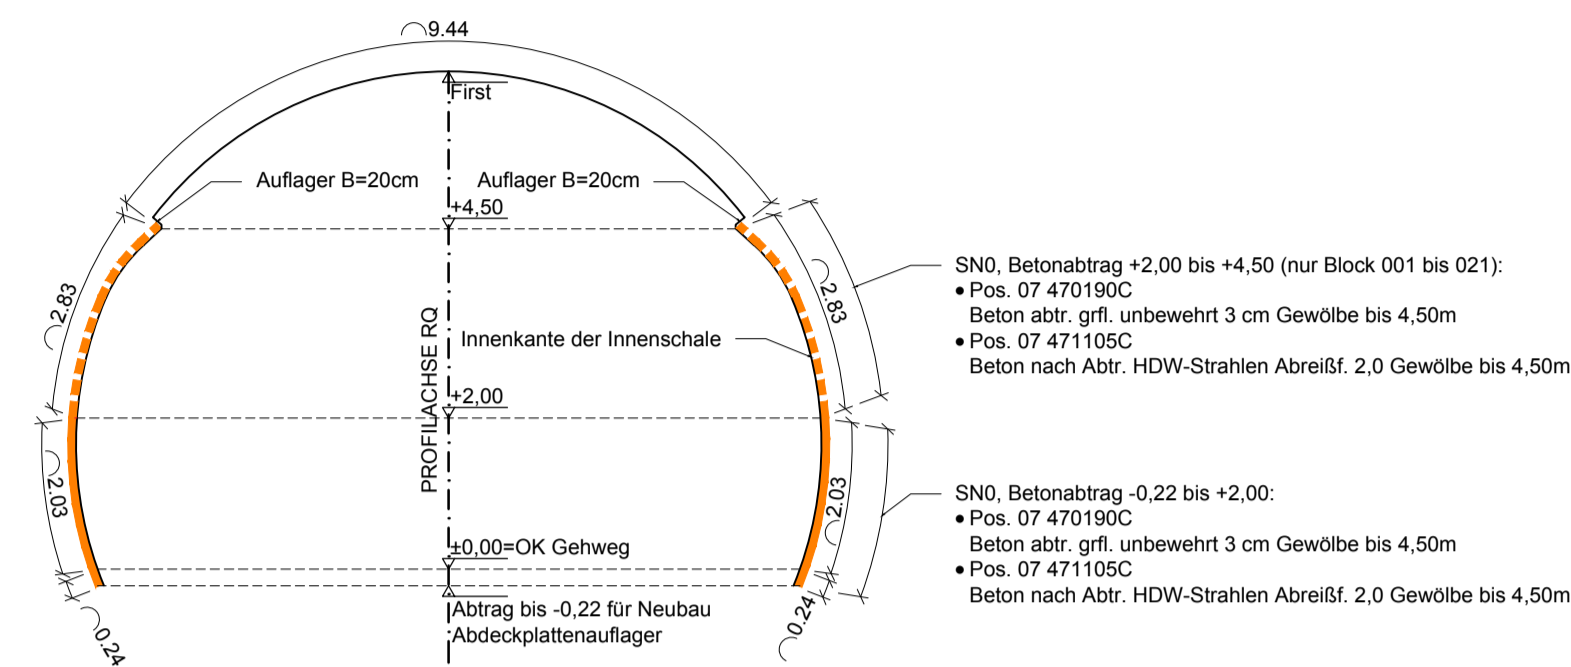 9.44
First
Auflager B=20cm
Auflager B=20cm
+4,50
2.83
2.83
SN0, Betonabtrag +2,00 bis +4,50 (nur Block 001 bis 021):
• Pos. 07 470190C
Beton abtr. grfl. unbewehrt 3 cm Gewölbe bis 4,50m
• Pos. 07 471105C
Beton nach Abtr. HDW-Strahlen Abreißf. 2,0 Gewölbe bis 4,50m
PROFILACHSE RQ
Innenkante der Innenschale
+2,00
2.03
2.03
SN0, Betonabtrag -0,22 bis +2,00:
• Pos. 07 470190C
Beton abtr. grfl. unbewehrt 3 cm Gewölbe bis 4,50m
• Pos. 07 471105C
Beton nach Abtr. HDW-Strahlen Abreißf. 2,0 Gewölbe bis 4,50m
±0,00=OK Gehweg
Abtrag bis -0,22 für Neubau
Abdeckplattenauflager
0.24
0.24